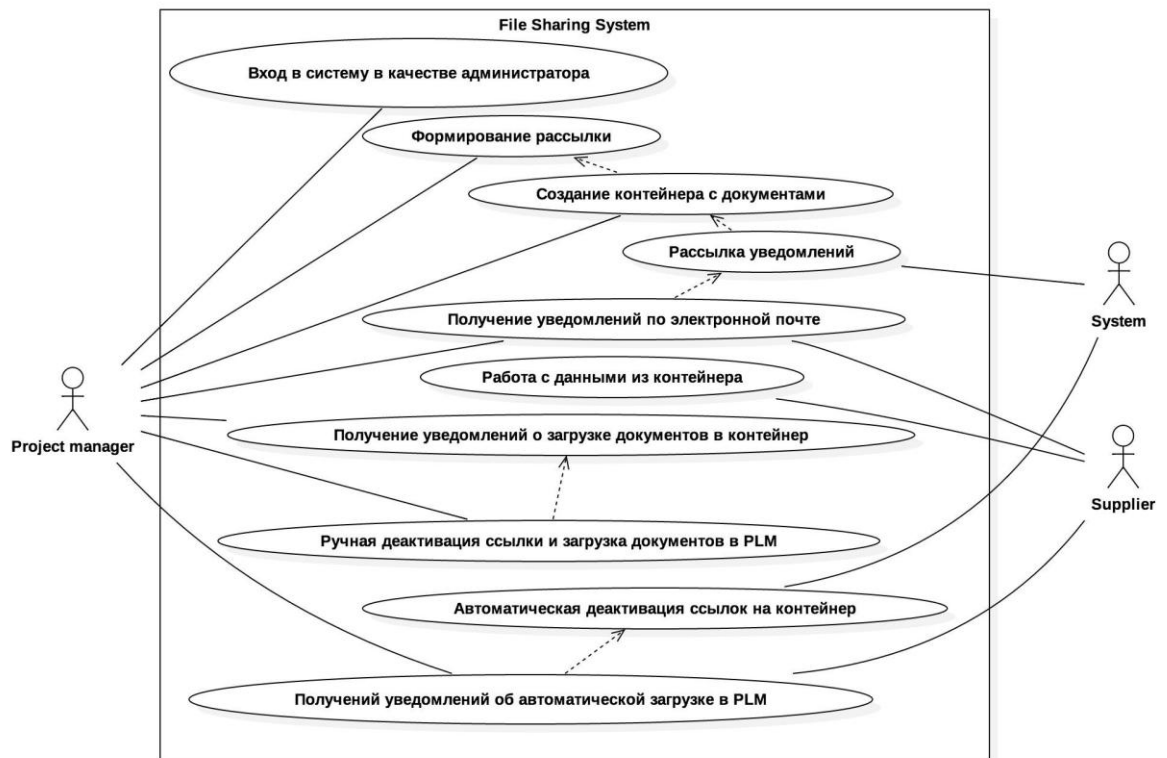 File Sharing System
Вход в систему в качестве администратора
Формирование рассылки
Создание контейнера с документами
Рассылка уведомлений
System
Получение уведомлений по электронной почте
Работа с данными из контейнера
Project manager
Получение уведомлений о загрузке документов в контейнер
Supplier
Ручная деактивация ссылки и загрузка документов в PLM
Автоматическая деактивация ссылок на контейнер
Получений уведомлений об автоматической загрузке в PLM